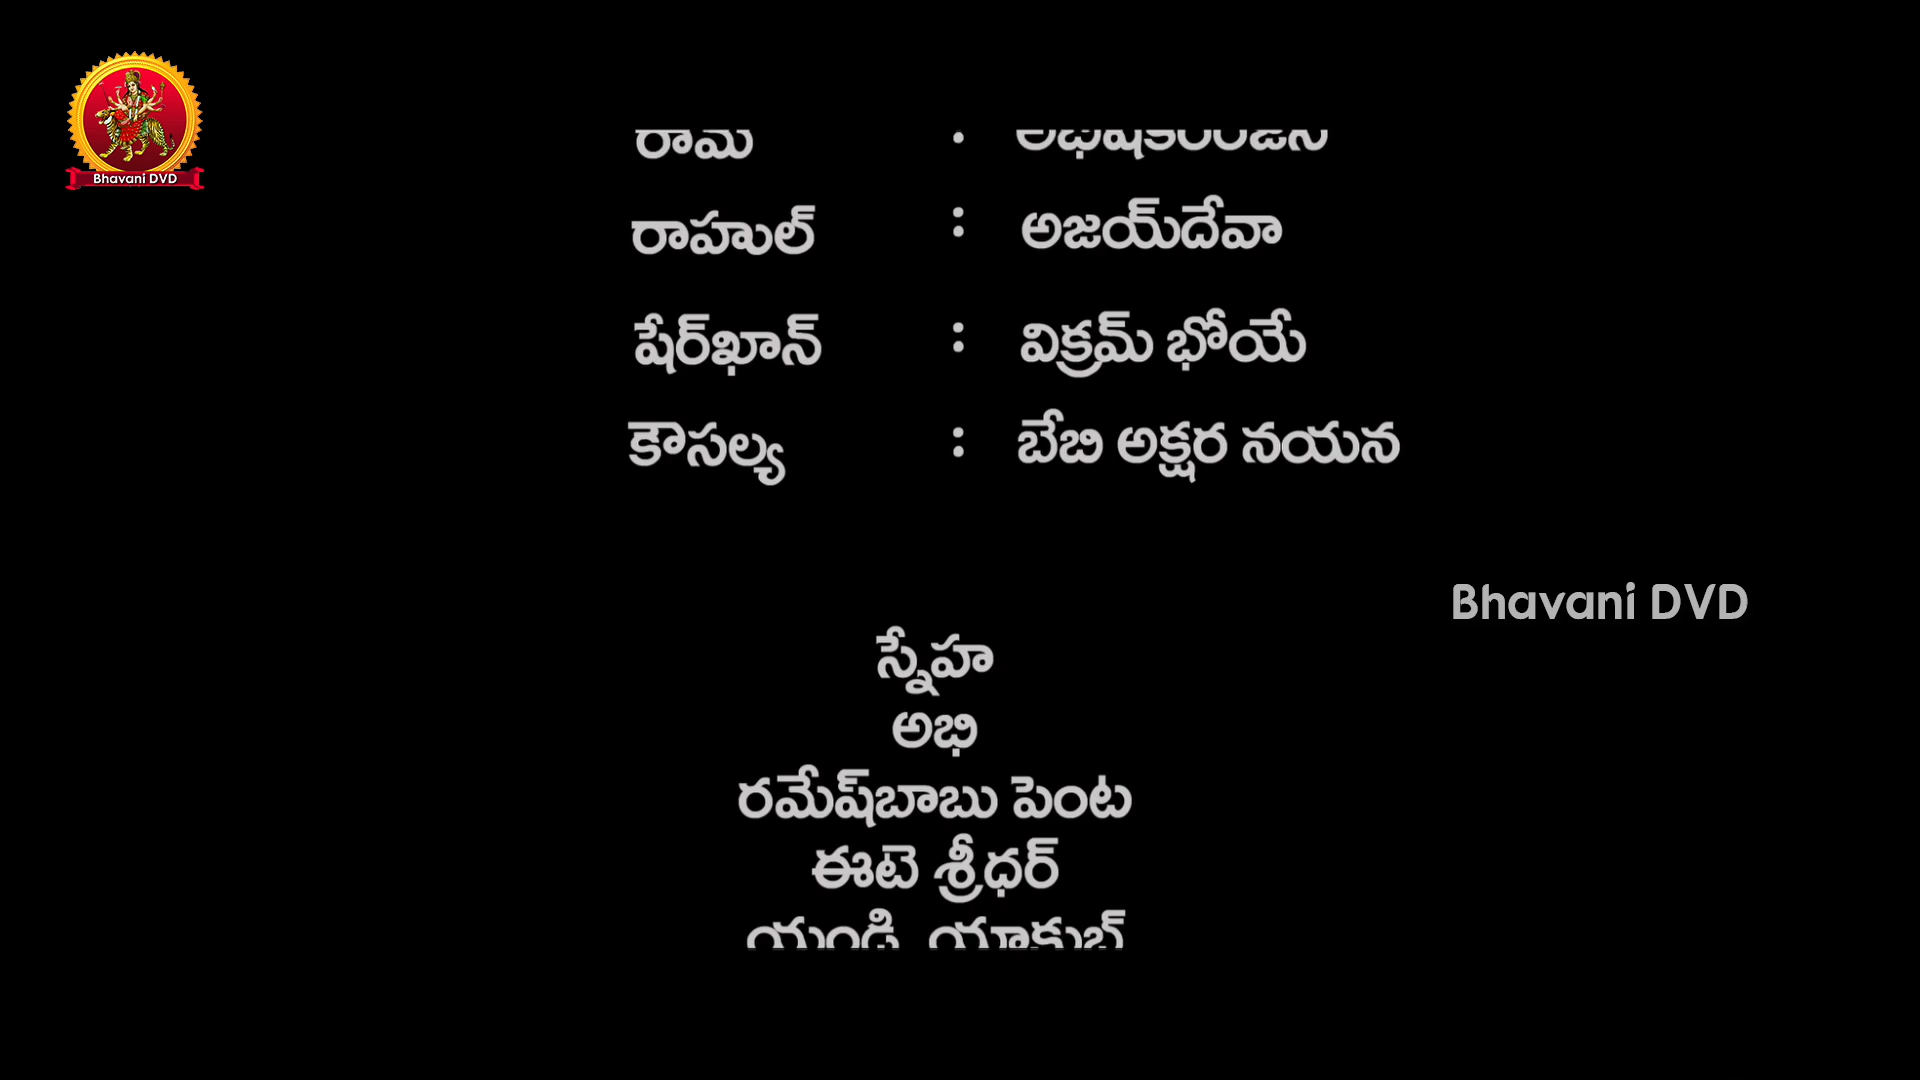 Bhavani DVD
రామ్ :
రాహుల్ : అజయ్‌దేవా
షేర్‌ఖాన్ : విక్రమ్ భోయే
కౌసల్య : బేబి అక్షర నయన
Bhavani DVD
స్నేహ
అభి
రమేష్‌బాబు పెంట
ఈటె శ్రీధర్
యాకుబ్